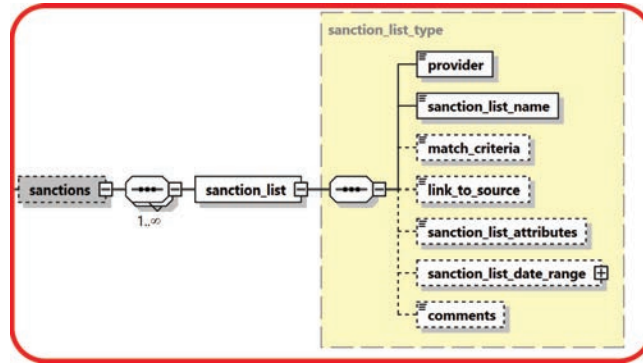 sanction_list_type
provider
sanction_list_name
match_criteria
link_to_source
sanction_list_attributes
sanction_list_date_range
comments
sanctions
sanction_list
1..∞